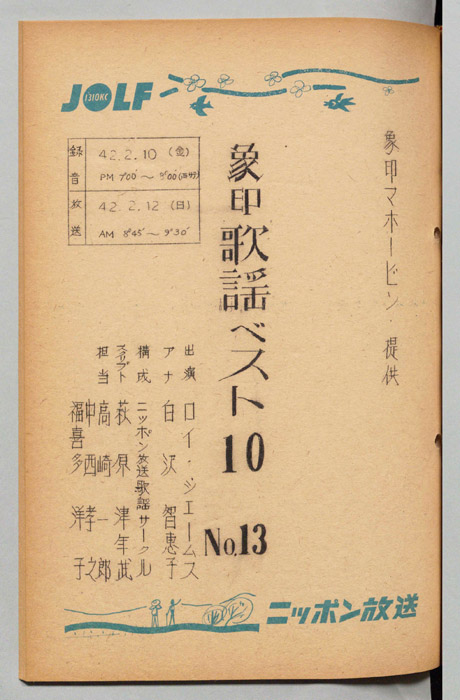 JOLF
1310KC
象印マホービン・提供
象印歌謡ベスト10 No.13
録音 42.2.10(金)
PM 7°00'〜9°00
放送 42.2.12(日)
AM 8°45'〜9°30'
出演 ロイ・ジェームス
アナ 白沢智恵子
構成 ニッポン放送歌謡サークル
スクリプト 萩原津年武
担当 高崎一郎
中西孝之
福喜多洋子
ニッポン放送